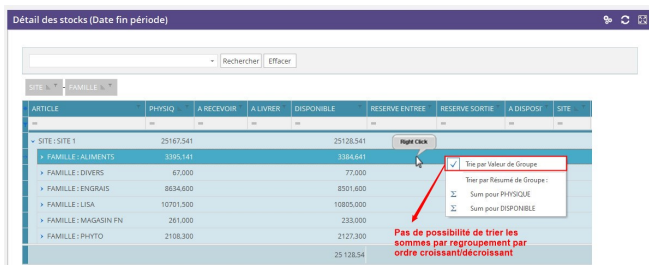 Détail des stocks (Date fin période)
Rechercher Effacer
SITE FAMILLE
ARTICLE PHYSIQ A RECEVOIR A LIVRER DISPONIBLE RESERVE ENTREE RESERVE SORTIE A DISPOSI SITE
= = = = = = = = =
SITE : SITE 1 25167,541 25128,541 Right Click
FAMILLE : ALIMENTS 3395,141 3384,641
Trie par Valeur de Groupe
FAMILLE : DIVERS 67,000 77,000
Trier par Résumé de Groupe :
FAMILLE : ENGRAIS 8634,600 8501,600
Σ Sum pour PHYSIQUE
FAMILLE : LISA 10701,500 10805,000
Σ Sum pour DISPONIBLE
FAMILLE : MAGASIN FN 261,000 233,000
FAMILLE : PHYTO 2108,300 2127,300
Pas de possibilité de trier les
sommes par regroupement par
ordre croissant/décroissant
25 128,54